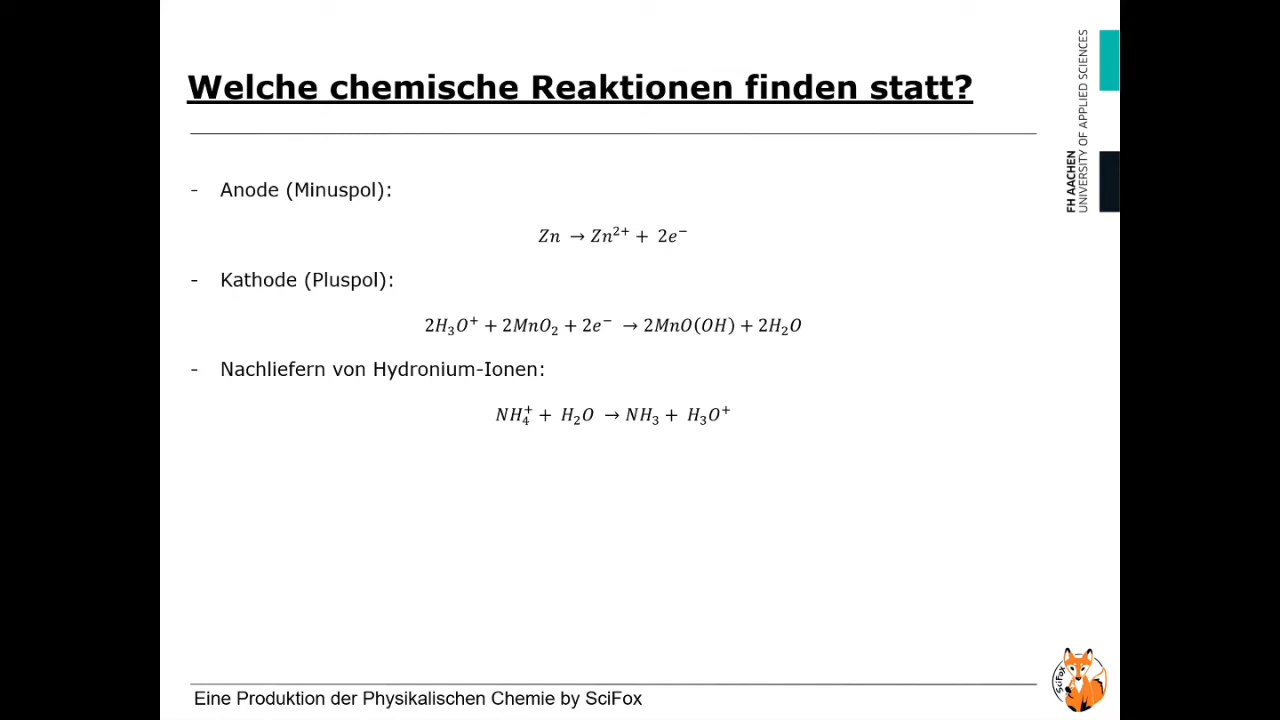 Welche chemische Reaktionen finden statt?
- Anode (Minuspol):
Zn → Zn²⁺ + 2e⁻
- Kathode (Pluspol):
2H₃O⁺ + 2MnO₂ + 2e⁻ → 2MnO(OH) + 2H₂O
- Nachliefern von Hydronium-Ionen:
NH₄⁺ + H₂O → NH₃ + H₃O⁺
FH AACHEN
UNIVERSITY OF APPLIED SCIENCES
Eine Produktion der Physikalischen Chemie by SciFox
SciFox